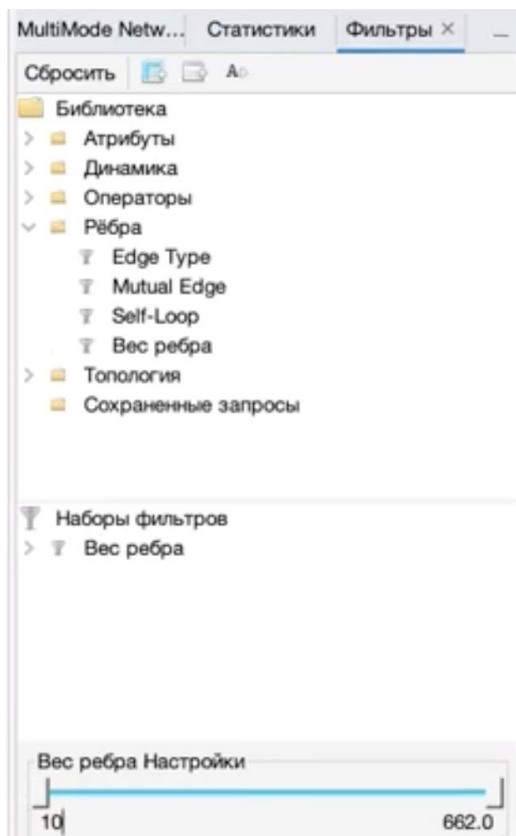 MultiMode Netw... Статистики Фильтры ×
Сбросить
Библиотека
Атрибуты
Динамика
Операторы
Рёбра
Edge Type
Mutual Edge
Self-Loop
Вес ребра
Топология
Сохраненные запросы
Наборы фильтров
Вес ребра
Вес ребра Настройки
10 662.0